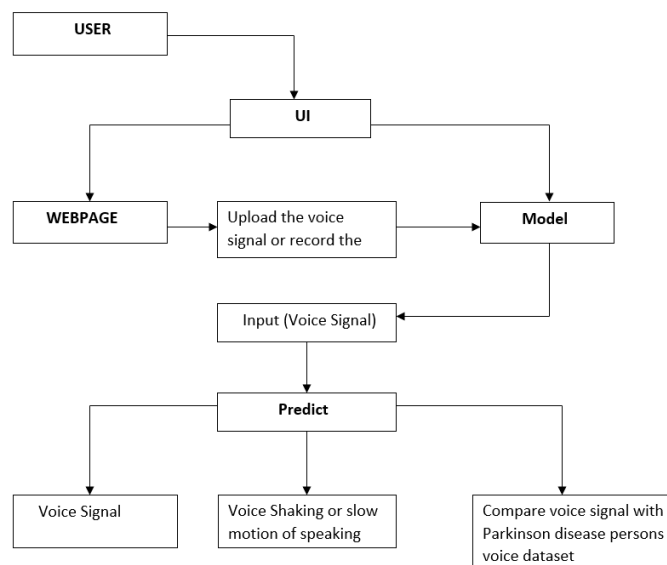 USER
UI
WEBPAGE
Upload the voice
signal or record the
Model
Input (Voice Signal)
Predict
Voice Signal
Voice Shaking or slow
motion of speaking
Compare voice signal with
Parkinson disease persons
voice dataset